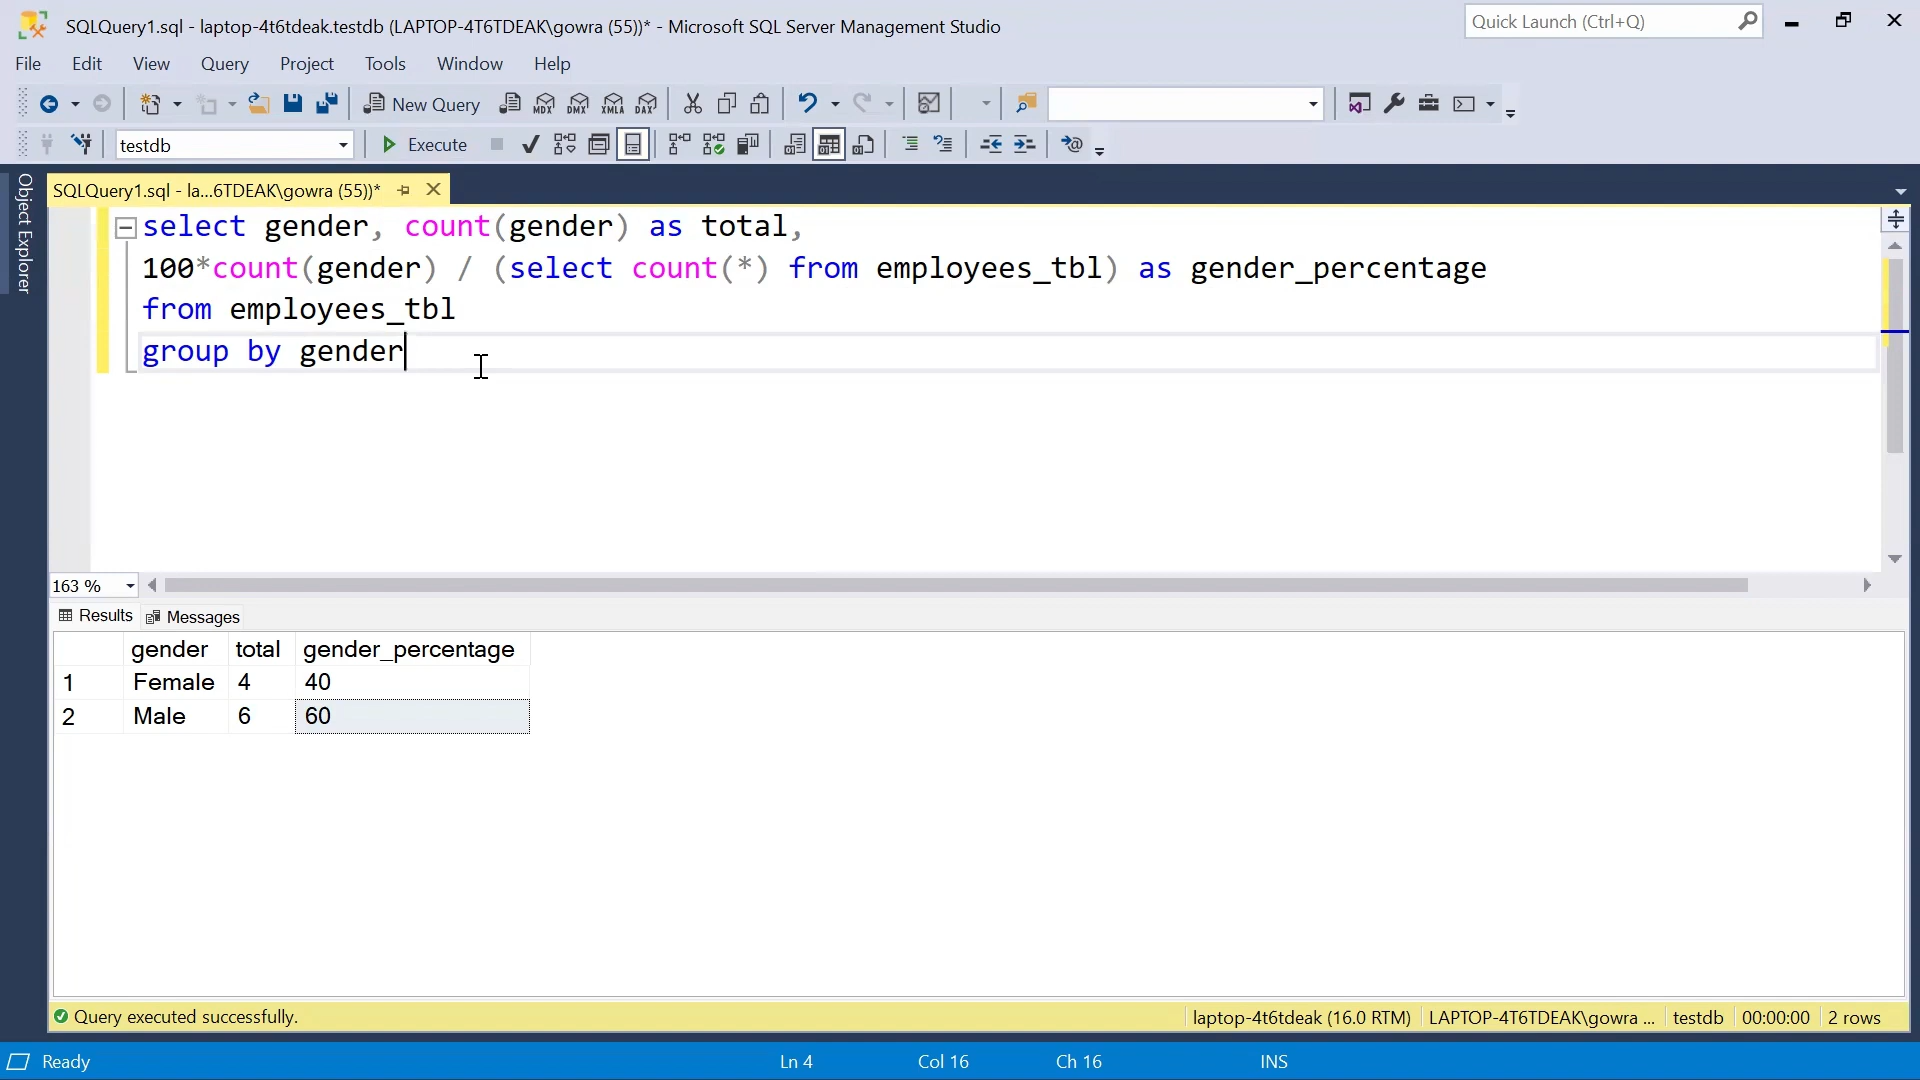 SQLQuery1.sql - laptop-4t6tdeak.testdb (LAPTOP-4T6TDEAK\gowra (55))* - Microsoft SQL Server Management Studio
Quick Launch (Ctrl+Q)
File Edit View Query Project Tools Window Help
New Query MDX DMX XMLA DAX
testdb Execute
Object Explorer
SQLQuery1.sql - la...6TDEAK\gowra (55))*
select gender, count(gender) as total,
100*count(gender) / (select count(*) from employees_tbl) as gender_percentage
from employees_tbl
group by gender
163 %
Results Messages
gender total gender_percentage
1 Female 4 40
2 Male 6 60
Query executed successfully. laptop-4t6tdeak (16.0 RTM) LAPTOP-4T6TDEAK\gowra ... testdb 00:00:00 2 rows
Ready Ln 4 Col 16 Ch 16 INS